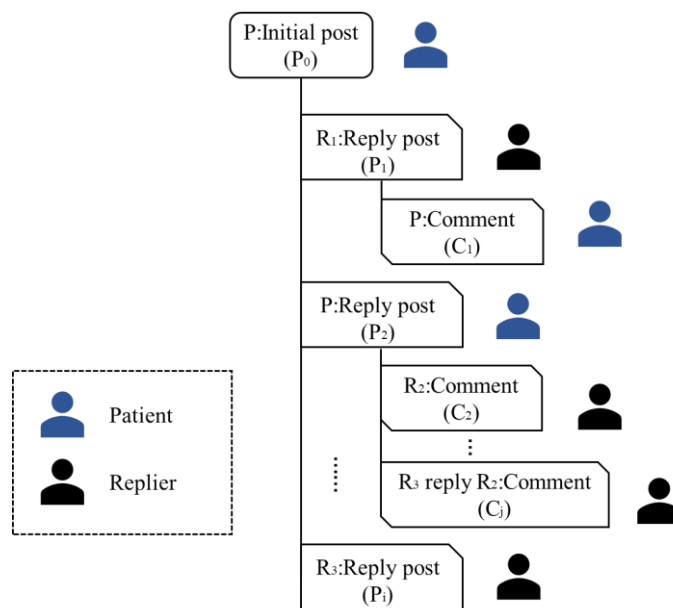 P:Initial post
(P₀)
R₁:Reply post
(P₁)
P:Comment
(C₁)
P:Reply post
(P₂)
R₂:Comment
(C₂)
R₃ reply R₂:Comment
(Cⱼ)
R₃:Reply post
(Pᵢ)
Patient
Replier